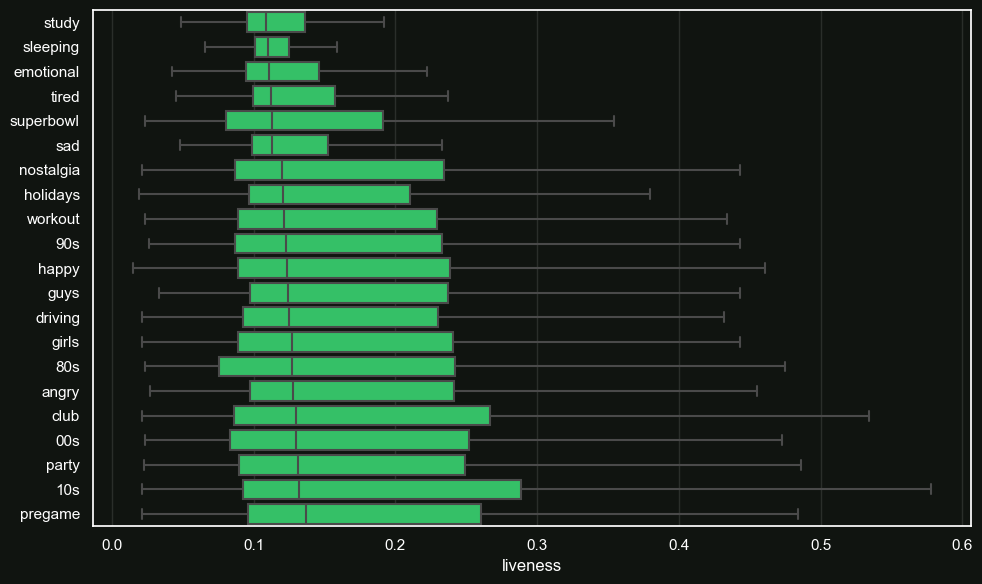 study
sleeping
emotional
tired
superbowl
sad
nostalgia
holidays
workout
90s
happy
guys
driving
girls
80s
angry
club
00s
party
10s
pregame
0.0 0.1 0.2 0.3 0.4 0.5 0.6
liveness